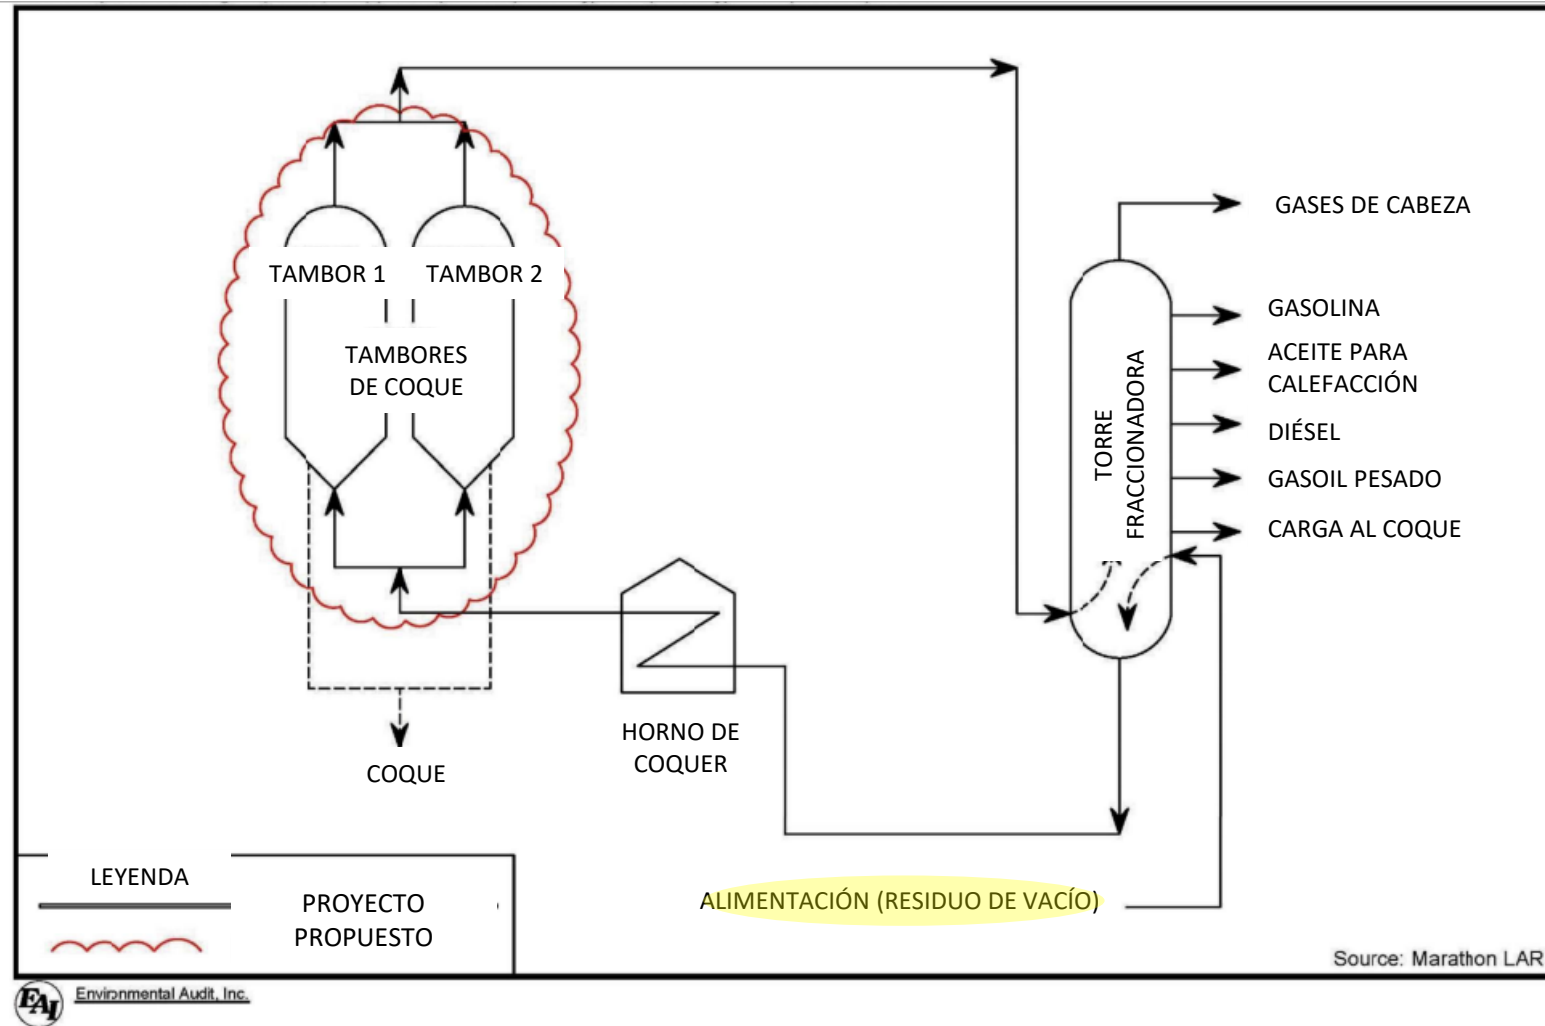 GASES DE CABEZA
TAMBOR 1
TAMBOR 2
TAMBORES
DE COQUE
GASOLINA
ACEITE PARA
CALEFACCIÓN
DIÉSEL
GASOIL PESADO
CARGA AL COQUE
TORRE
FRACCIONADORA
HORNO DE
COQUER
COQUE
LEYENDA
PROYECTO
PROPUESTO
ALIMENTACIÓN (RESIDUO DE VACÍO)
Source: Marathon LAR
EAI
Environmental Audit, Inc.